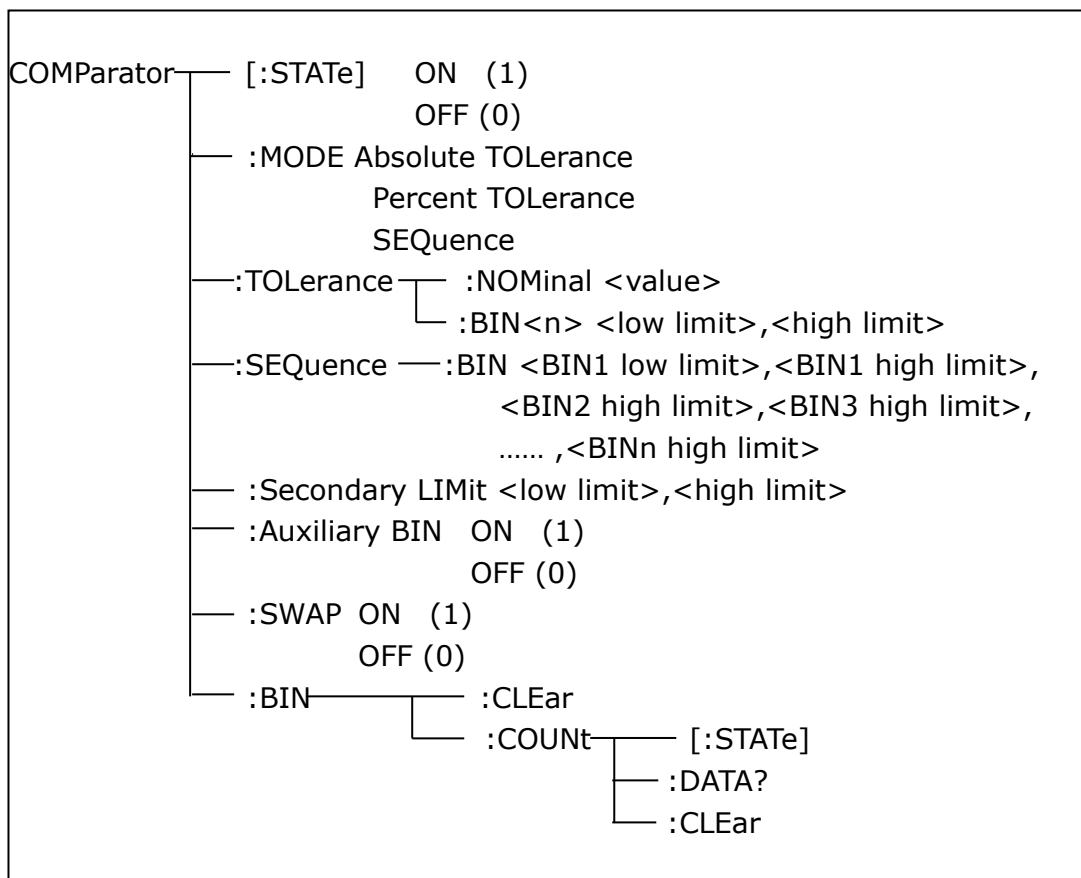 COMParator [:STATe] ON (1)
OFF (0)
:MODE Absolute TOLerance
Percent TOLerance
SEQuence
:TOLerance :NOMinal <value>
:BIN<n> <low limit>,<high limit>
:SEQuence :BIN <BIN1 low limit>,<BIN1 high limit>,
<BIN2 high limit>,<BIN3 high limit>,
...... ,<BINn high limit>
:Secondary LIMit <low limit>,<high limit>
:Auxiliary BIN ON (1)
OFF (0)
:SWAP ON (1)
OFF (0)
:BIN :CLEar
:COUNt [:STATe]
:DATA?
:CLEar